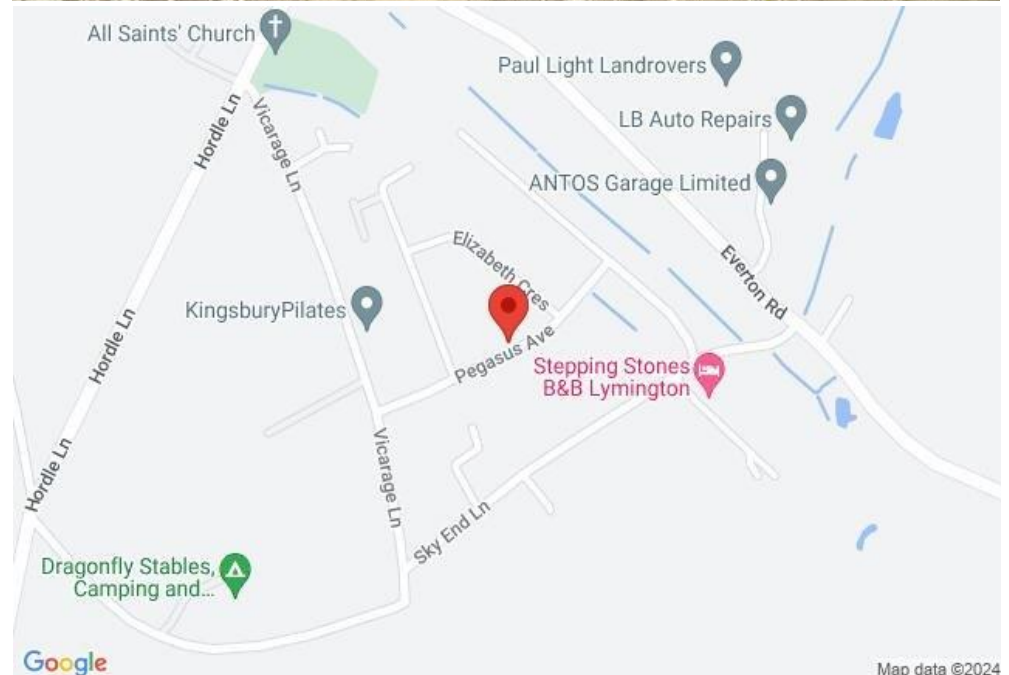 All Saints' Church
Paul Light Landrovers
Hordle Ln
Vicarage Ln
LB Auto Repairs
ANTOS Garage Limited
Elizabeth Cres
Everton Rd
KingsburyPilates
Hordle Ln
Pegasus Ave
Stepping Stones
B&B Lymington
Hordle Ln
Vicarage Ln
Sky End Ln
Dragonfly Stables,
Camping and...
Google
Map data ©2024